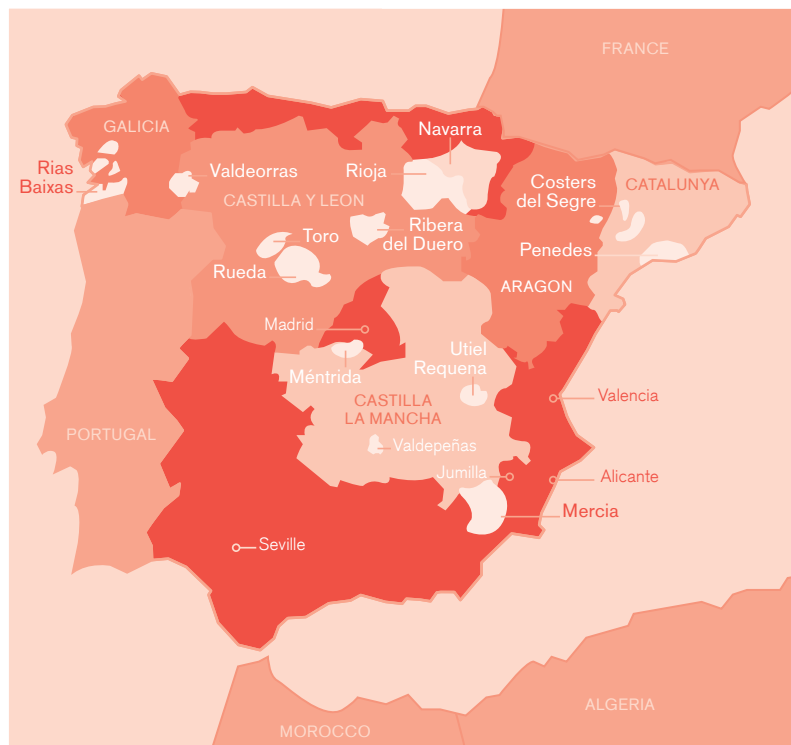 FRANCE
GALICIA
Navarra
Rias
Baixas
Valdeorras
Rioja
Costers
del Segre
CATALUNYA
CASTILLA Y LEON
Toro
Ribera
del Duero
Penedes
Rueda
ARAGON
Madrid
Utiel
Requena
Méntrida
CASTILLA
LA MANCHA
Valencia
PORTUGAL
Valdepeñas
Jumilla
Alicante
Mercia
Seville
ALGERIA
MOROCCO